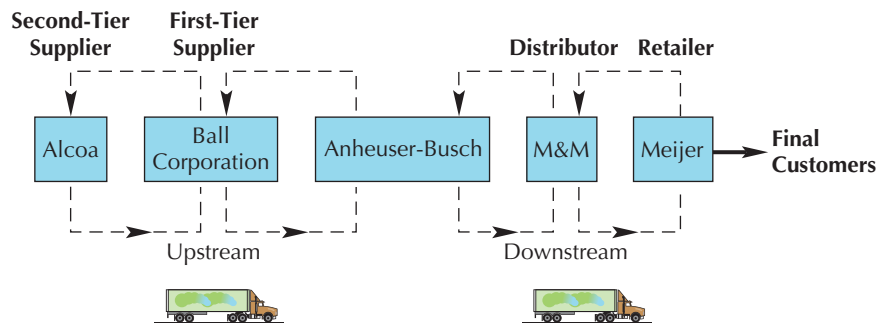 Second-Tier
Supplier
First-Tier
Supplier
Distributor
Retailer
Alcoa
Ball
Corporation
Anheuser-Busch
M&M
Meijer
Final
Customers
Upstream
Downstream